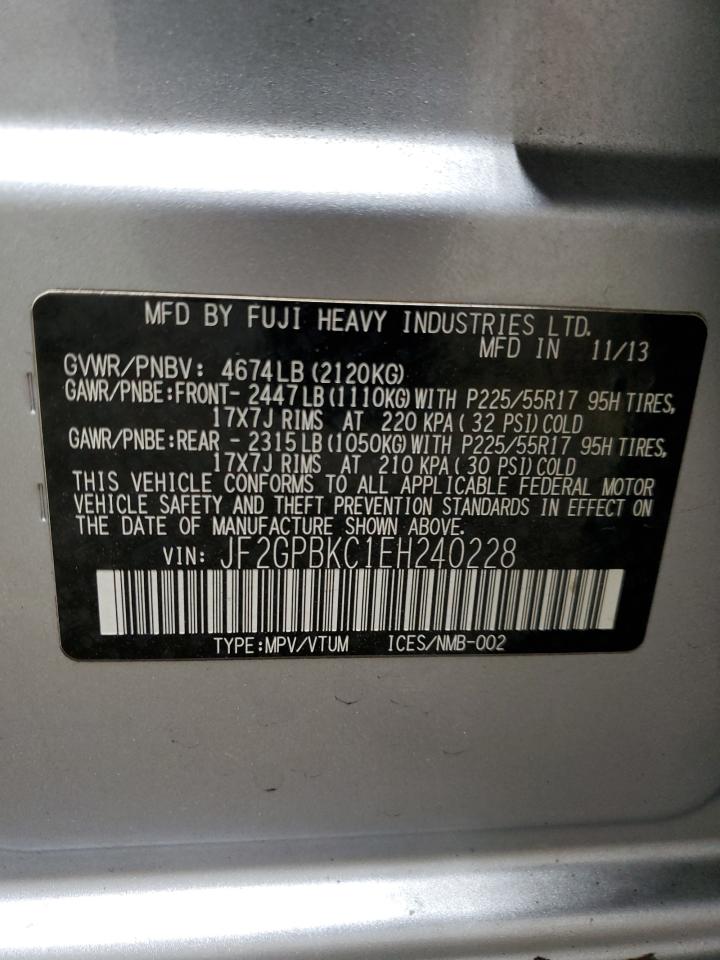 MFD BY FUJI HEAVY INDUSTRIES LTD.
MFD IN 11/13
GVWR/PNBV: 4674LB(2120KG)
GAWR/PNBE:FRONT- 2447LB(1110KG)WITH P225/55R17 95H TIRES,
17X7J RIMS AT 220 KPA( 32 PSI)COLD
GAWR/PNBE:REAR - 2315LB(1050KG)WITH P225/55R17 95H TIRES,
17X7J RIMS AT 210 KPA( 30 PSI)COLD
THIS VEHICLE CONFORMS TO ALL APPLICABLE FEDERAL MOTOR
VEHICLE SAFETY AND THEFT PREVENTION STANDARDS IN EFFECT ON
THE DATE OF MANUFACTURE SHOWN ABOVE.
VIN: JF2GPBKC1EH240228
TYPE:MPV/VTUM ICES/NMB-002